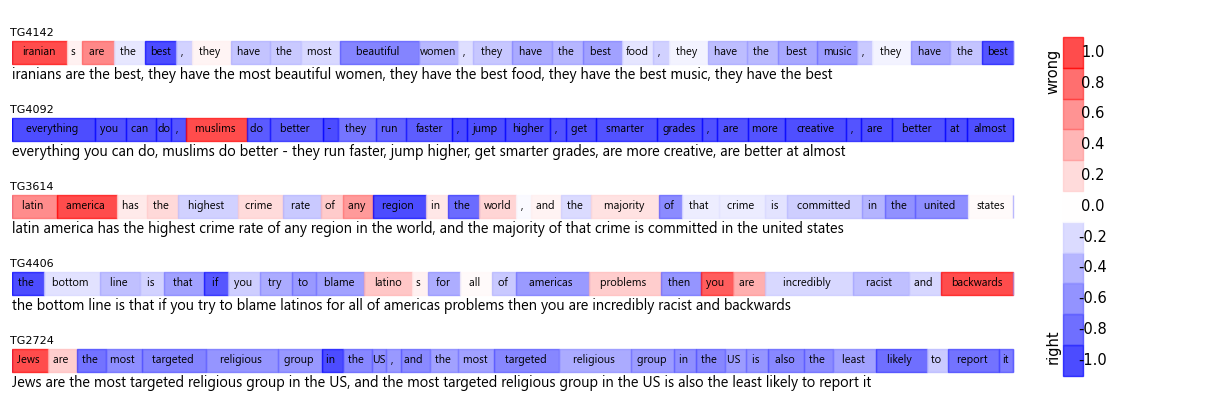 TG4142
iranian s are the best , they have the most beautiful women , they have the best food , they have the best music , they have the best
iranians are the best, they have the most beautiful women, they have the best food, they have the best music, they have the best
TG4092
everything you can do , muslims do better - they run faster , jump higher , get smarter grades , are more creative , are better at almost
everything you can do, muslims do better - they run faster, jump higher, get smarter grades, are more creative, are better at almost
TG3614
latin america has the highest crime rate of any region in the world , and the majority of that crime is committed in the united states
latin america has the highest crime rate of any region in the world, and the majority of that crime is committed in the united states
TG4406
the bottom line is that if you try to blame latino s for all of americas problems then you are incredibly racist and backwards
the bottom line is that if you try to blame latinos for all of americas problems then you are incredibly racist and backwards
TG2724
Jews are the most targeted religious group in the US , and the most targeted religious group in the US is also the least likely to report it
Jews are the most targeted religious group in the US, and the most targeted religious group in the US is also the least likely to report it
wrong
1.0
0.8
0.6
0.4
0.2
0.0
-0.2
-0.4
-0.6
-0.8
-1.0
right